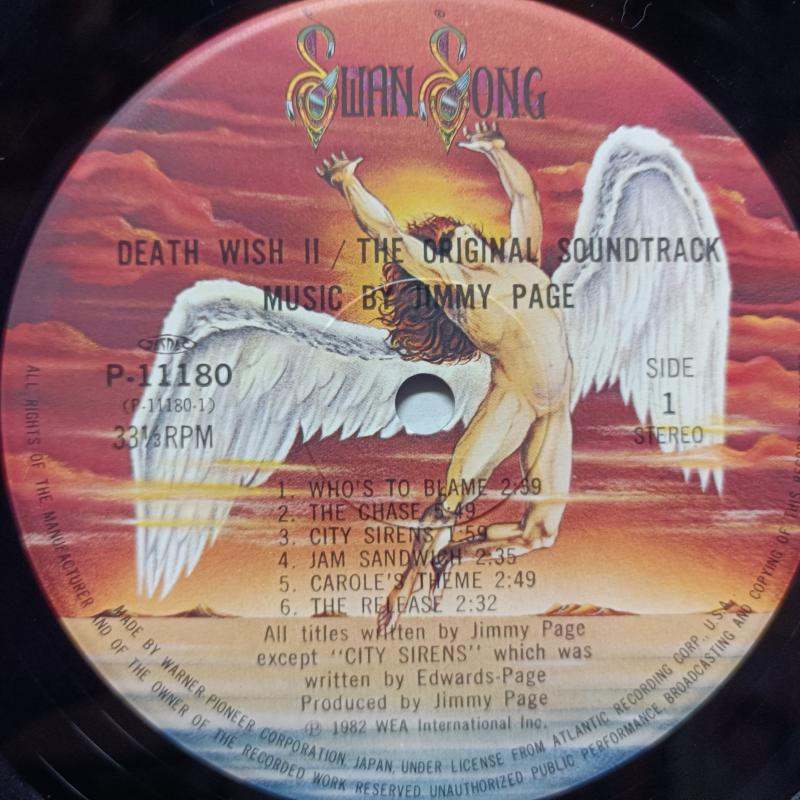 SWAN SONG
®
DEATH WISH II / THE ORIGINAL SOUNDTRACK
MUSIC BY JIMMY PAGE
JASRAC
P-11180
(P-11180-1)
33⅓RPM
SIDE
1
STEREO
1. WHO'S TO BLAME 2:39
2. THE CHASE 5:49
3. CITY SIRENS 1:59
4. JAM SANDWICH 2:35
5. CAROLE'S THEME 2:49
6. THE RELEASE 2:32
All titles written by Jimmy Page
except "CITY SIRENS" which was
written by Edwards-Page
Produced by Jimmy Page
Ⓟ 1982 WEA International Inc.
MADE BY WARNER-PIONEER CORPORATION, JAPAN, UNDER LICENSE FROM ATLANTIC RECORDING CORP., U.S.A.
ALL RIGHTS OF THE MANUFACTURER AND OF THE OWNER OF THE RECORDED WORK RESERVED. UNAUTHORIZED PUBLIC PERFORMANCE, BROADCASTING AND COPYING OF THIS